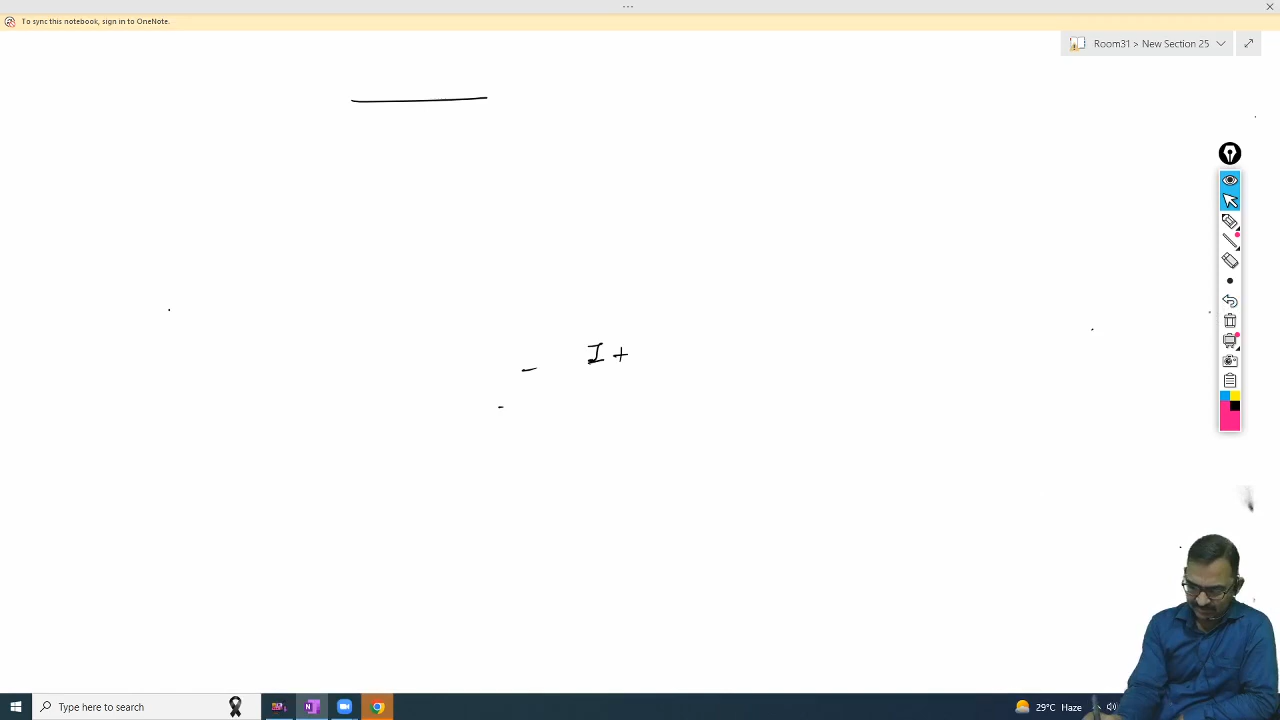 To sync this notebook, sign in to OneNote.
Room31 > New Section 25
I +
Type here to search
29°C Haze